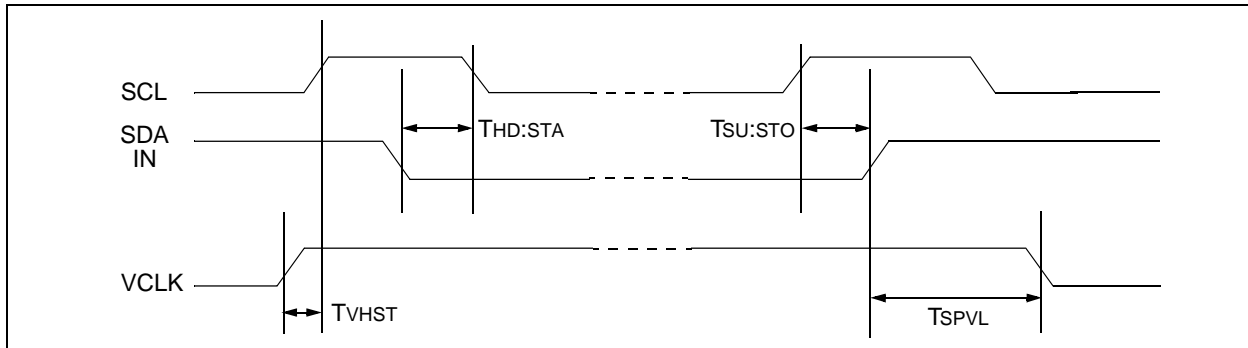 SCL
THD:STA
TSU:STO
SDA
IN
VCLK
TVHST
TSPVL